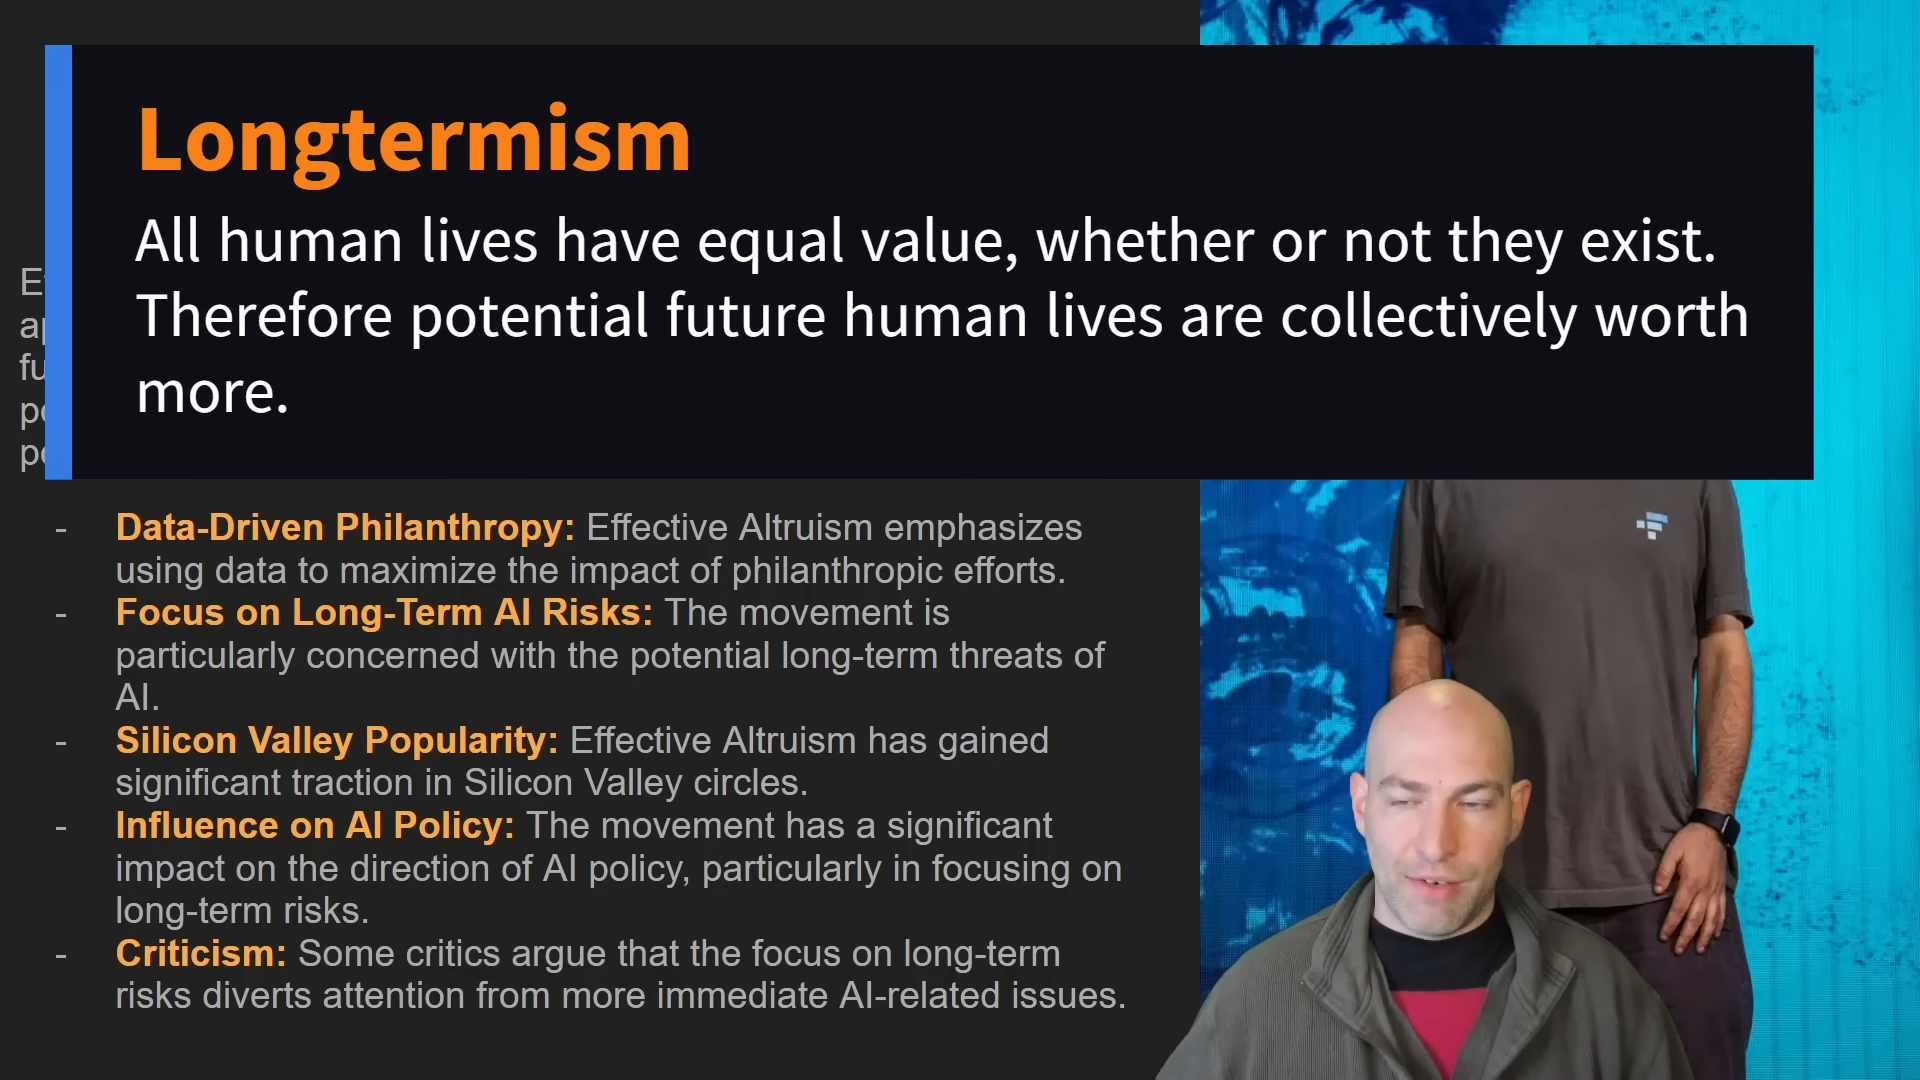 Longtermism
All human lives have equal value, whether or not they exist.
Therefore potential future human lives are collectively worth
more.
- Data-Driven Philanthropy: Effective Altruism emphasizes
using data to maximize the impact of philanthropic efforts.
- Focus on Long-Term AI Risks: The movement is
particularly concerned with the potential long-term threats of
AI.
- Silicon Valley Popularity: Effective Altruism has gained
significant traction in Silicon Valley circles.
- Influence on AI Policy: The movement has a significant
impact on the direction of AI policy, particularly in focusing on
long-term risks.
- Criticism: Some critics argue that the focus on long-term
risks diverts attention from more immediate AI-related issues.